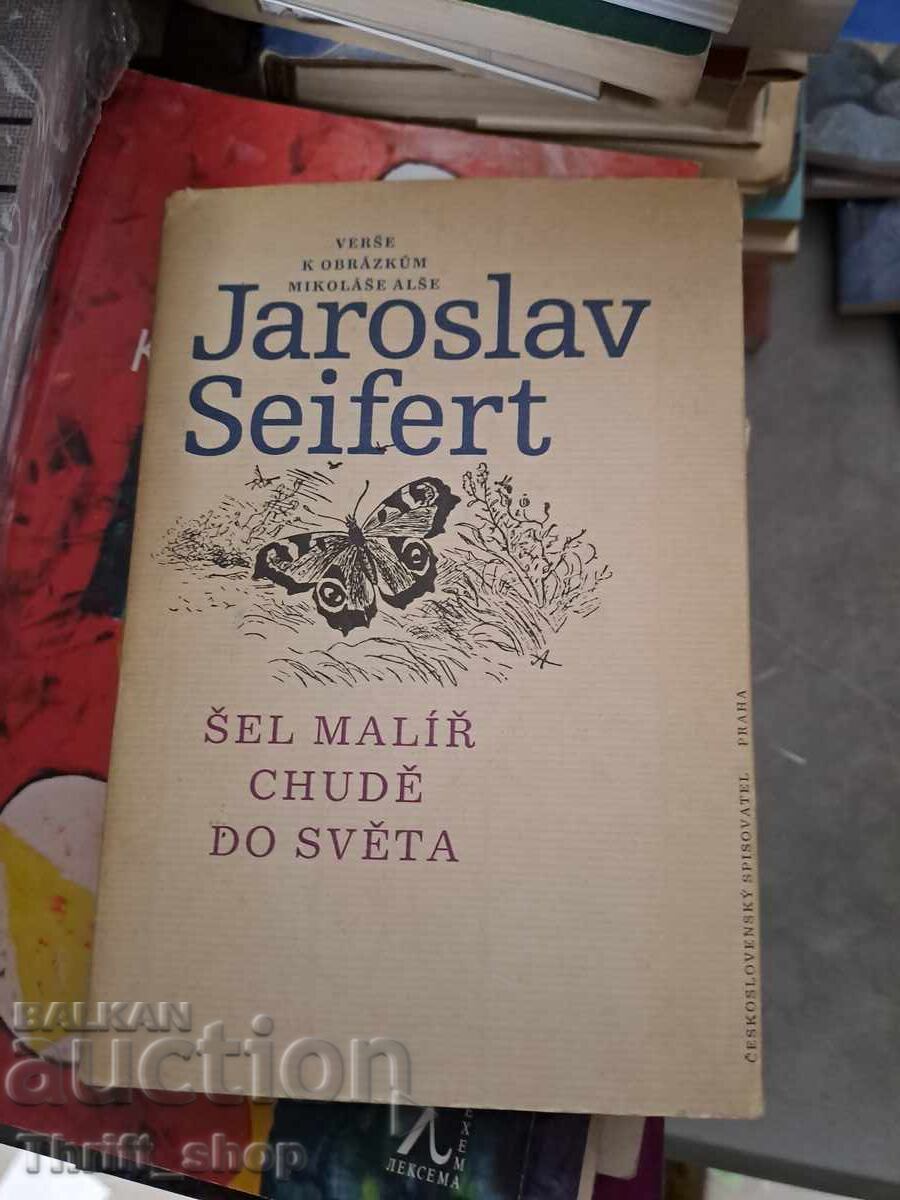 VERŠE
K OBRÁZKŮM
MIKOLÁŠE ALŠE
Jaroslav
Seifert
ŠEL MALÍŘ
CHUDĚ
DO SVĚTA
ČESKOSLOVENSKÝ SPISOVATEL PRAHA
K
BALKAN
auction
Thrift_shop
ЛЕКСЕМА